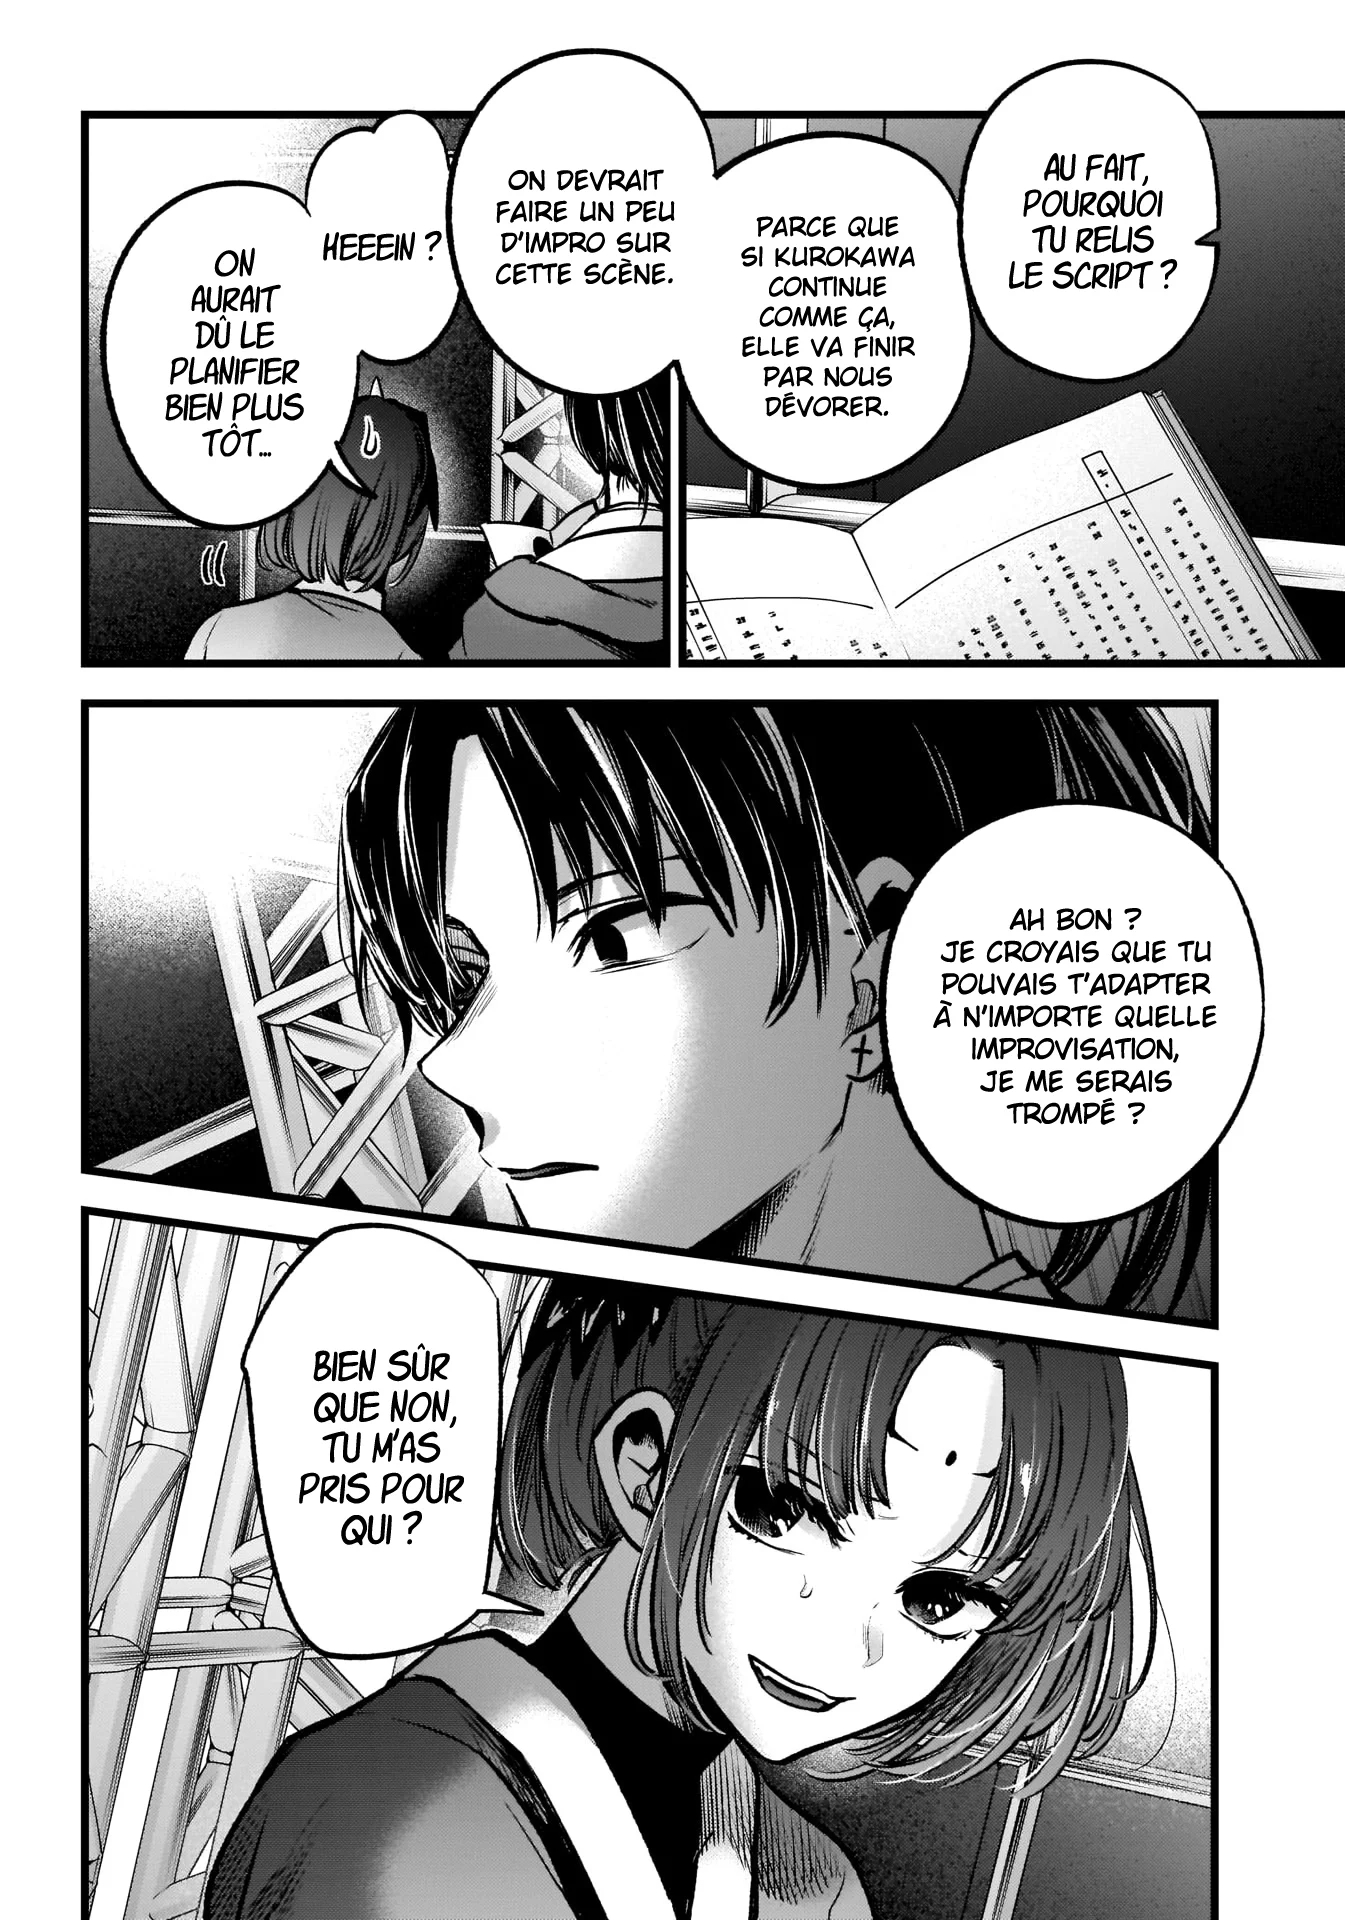 AU FAIT,
POURQUOI
TU RELIS
LE SCRIPT ?
PARCE QUE
SI KUROKAWA
CONTINUE
COMME ÇA,
ELLE VA FINIR
PAR NOUS
DÉVORER.
ON DEVRAIT
FAIRE UN PEU
D'IMPRO SUR
CETTE SCÈNE.
HEEEIN ?
ON
AURAIT
DÛ LE
PLANIFIER
BIEN PLUS
TÔT...
AH BON ?
JE CROYAIS QUE TU
POUVAIS T'ADAPTER
À N'IMPORTE QUELLE
IMPROVISATION,
JE ME SERAIS
TROMPÉ ?
BIEN SÛR
QUE NON,
TU M'AS
PRIS POUR
QUI ?